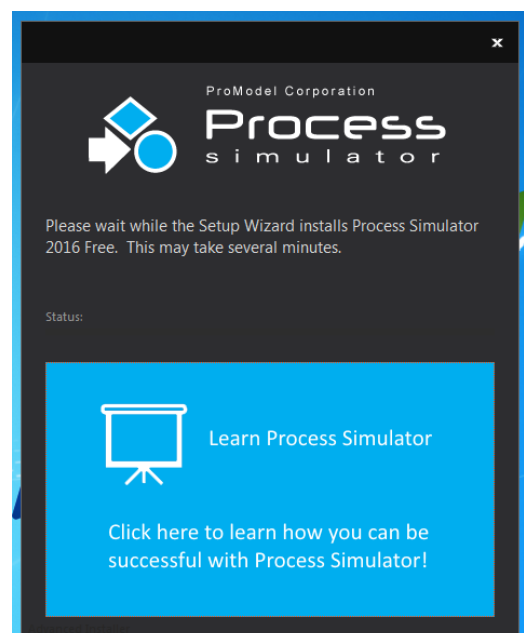 x
ProModel Corporation
Process
simulator
Please wait while the Setup Wizard installs Process Simulator
2016 Free.  This may take several minutes.
Status:
Learn Process Simulator
Click here to learn how you can be
successful with Process Simulator!